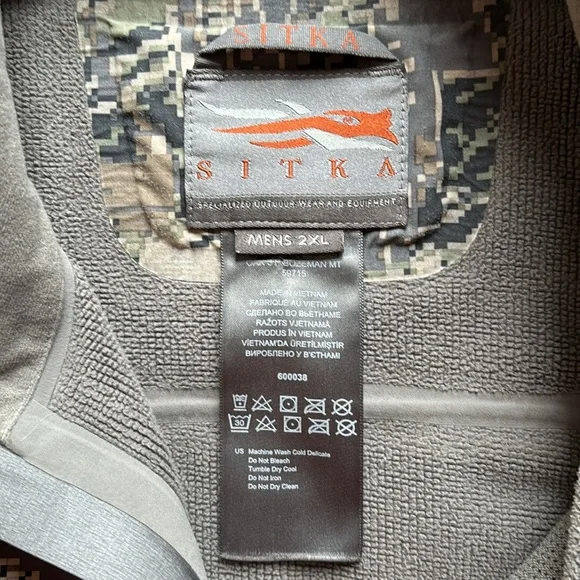 SITKA
SITKA
SPECIALIZED OUTDOOR WEAR AND EQUIPMENT
MENS 2XL
BOZEMAN MT
59715
MADE IN VIETNAM
FABRIQUÉ AU VIETNAM
СДЕЛАНО ВО ВЬЕТНАМЕ
RAŽOTS VJETNAMĀ
PRODUS ÎN VIETNAM
VİETNAM'DA ÜRETİLMİŞTİR
ВИРОБЛЕНО У В'ЄТНАМІ
600038
30
US Machine Wash Cold Delicate
Do Not Bleach
Tumble Dry Cool
Do Not Iron
Do Not Dry Clean